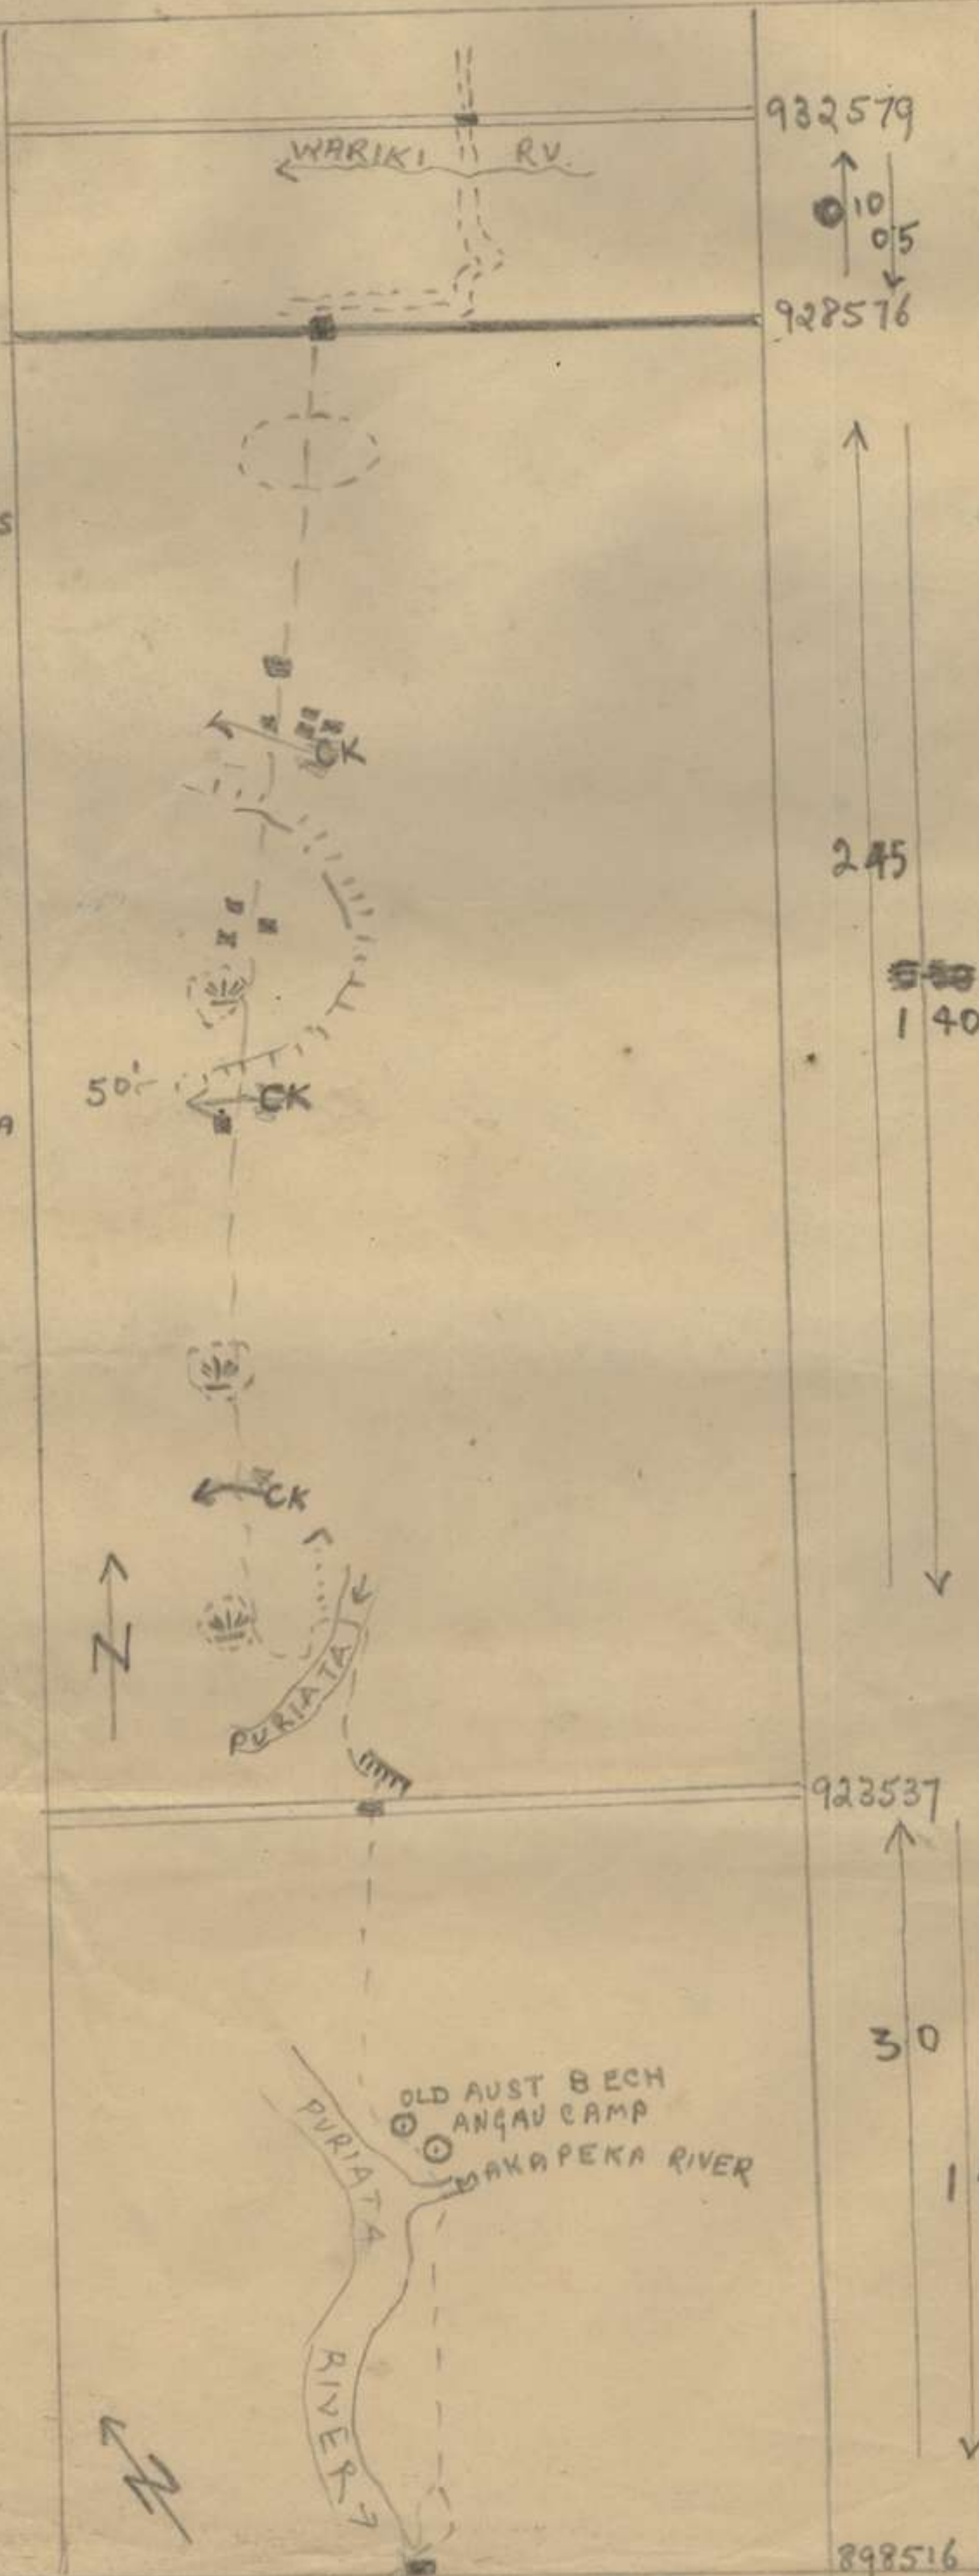 932579
WARIKI RV.
10
05
928576
S
CK
245
1 40
50'
CK
A
CK
N
PURIATA
923537
30
OLD AUST B ECH
ANGAU CAMP
MAKAPEKA RIVER
PURIATA
RIVER
1
N
898516